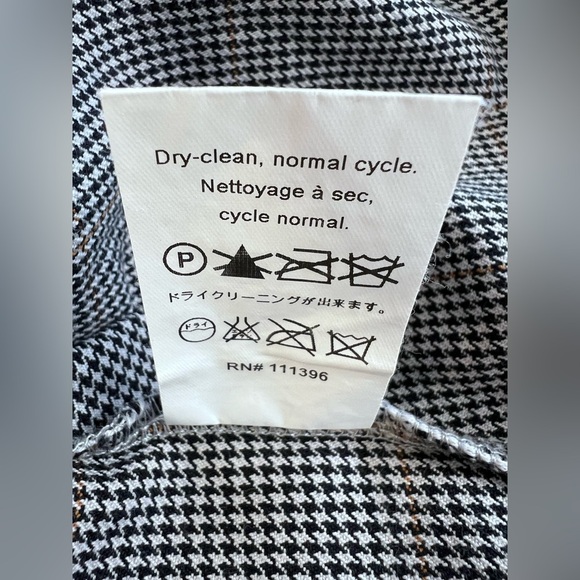 Dry-clean, normal cycle.
Nettoyage à sec,
cycle normal.
P
ドライクリーニングが出来ます。
ドライ
RN# 111396